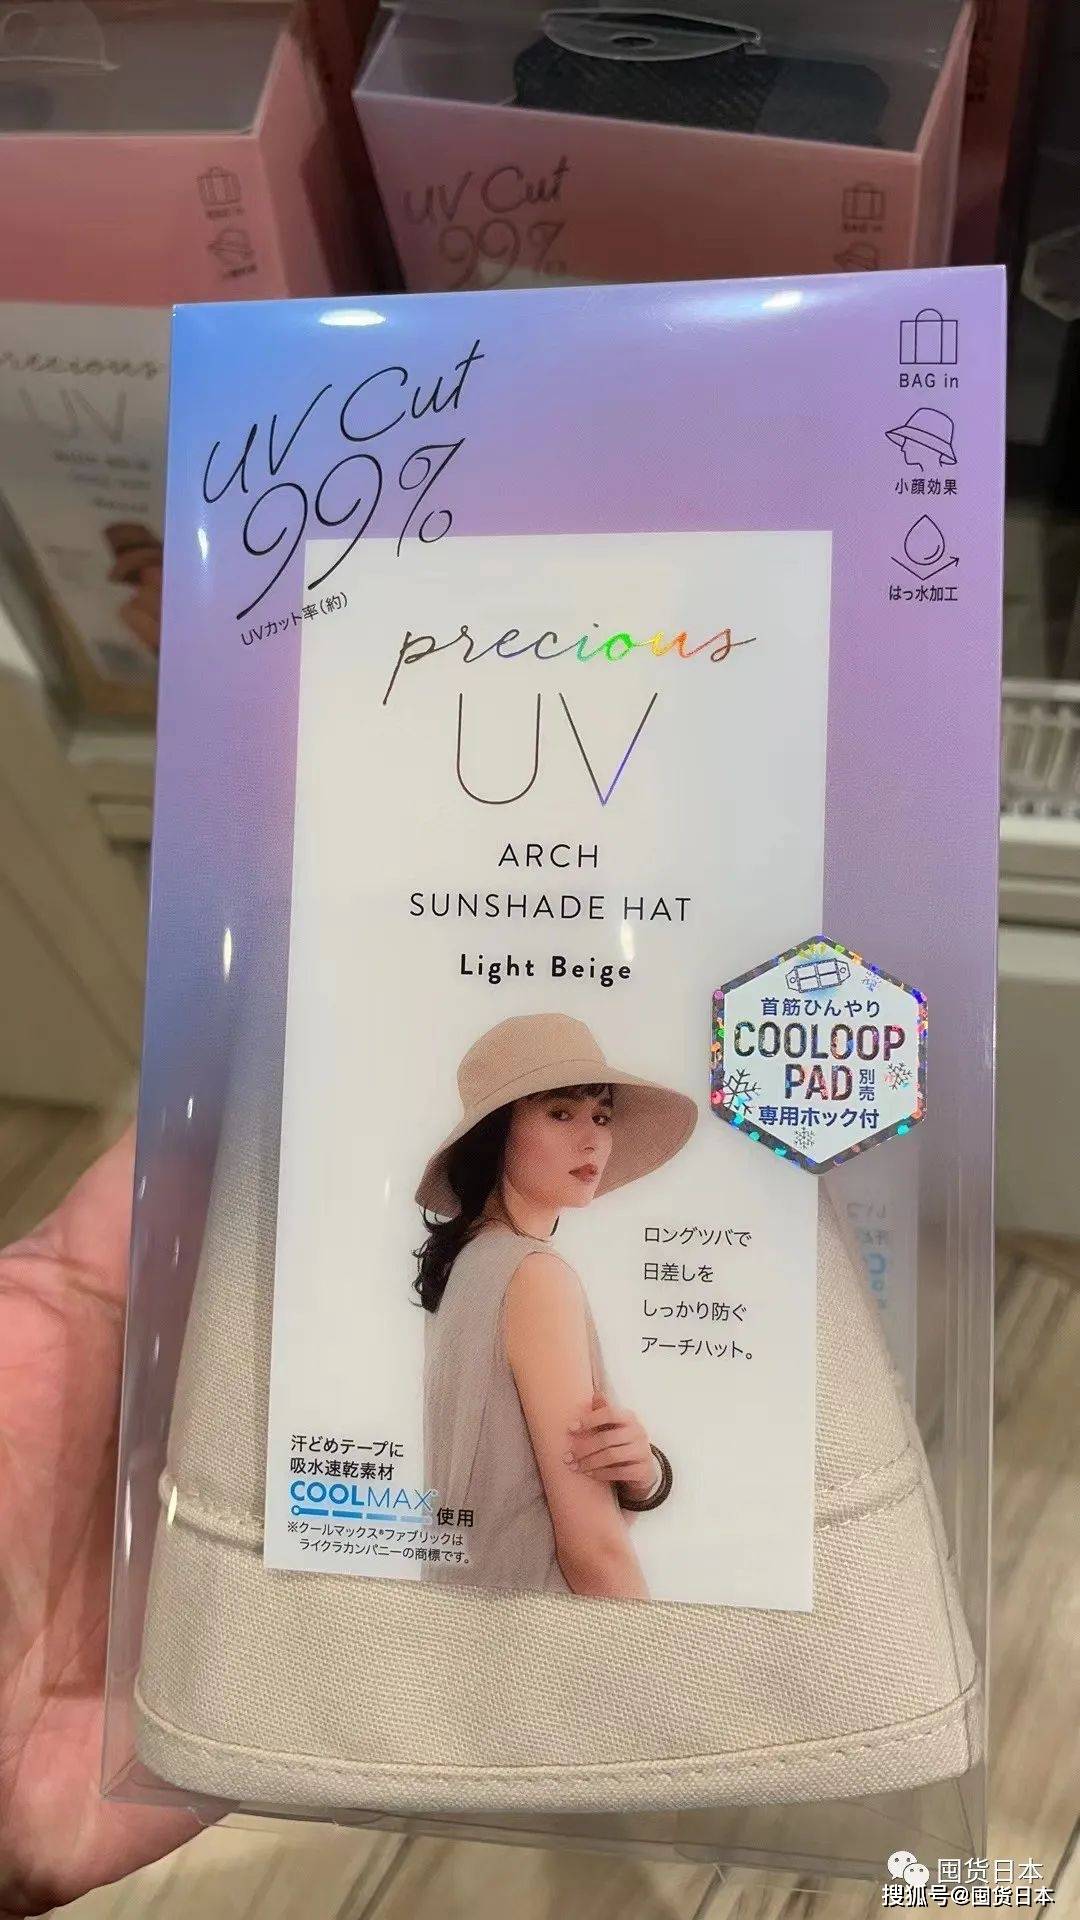 UV Cut
99%
BAG in
UV Cut
99%
UVカット率(約)
BAG in
小顔効果
はっ水加工
precious
UV
precious
UV
ARCH
SUNSHADE HAT
Light Beige
首筋ひんやり
COOLOOP
PAD別売
専用ホック付
ロングツバで
日差しを
しっかり防ぐ
アーチハット。
汗どめテープに
吸水速乾素材
COOLMAX®使用
※クールマックス®ファブリックは
ライクラカンパニーの商標です。
囤货日本
搜狐号@囤货日本